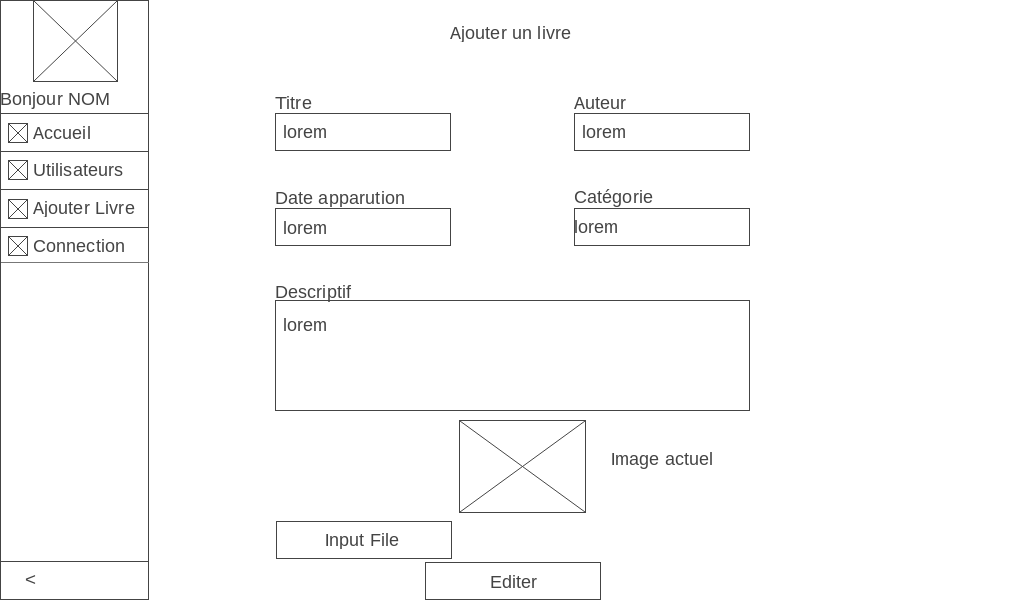 Bonjour NOM
Accueil
Utilisateurs
Ajouter Livre
Connection
<
Ajouter un livre
Titre
lorem
Auteur
lorem
Date apparution
lorem
Catégorie
lorem
Descriptif
lorem
Image actuel
Input File
Editer